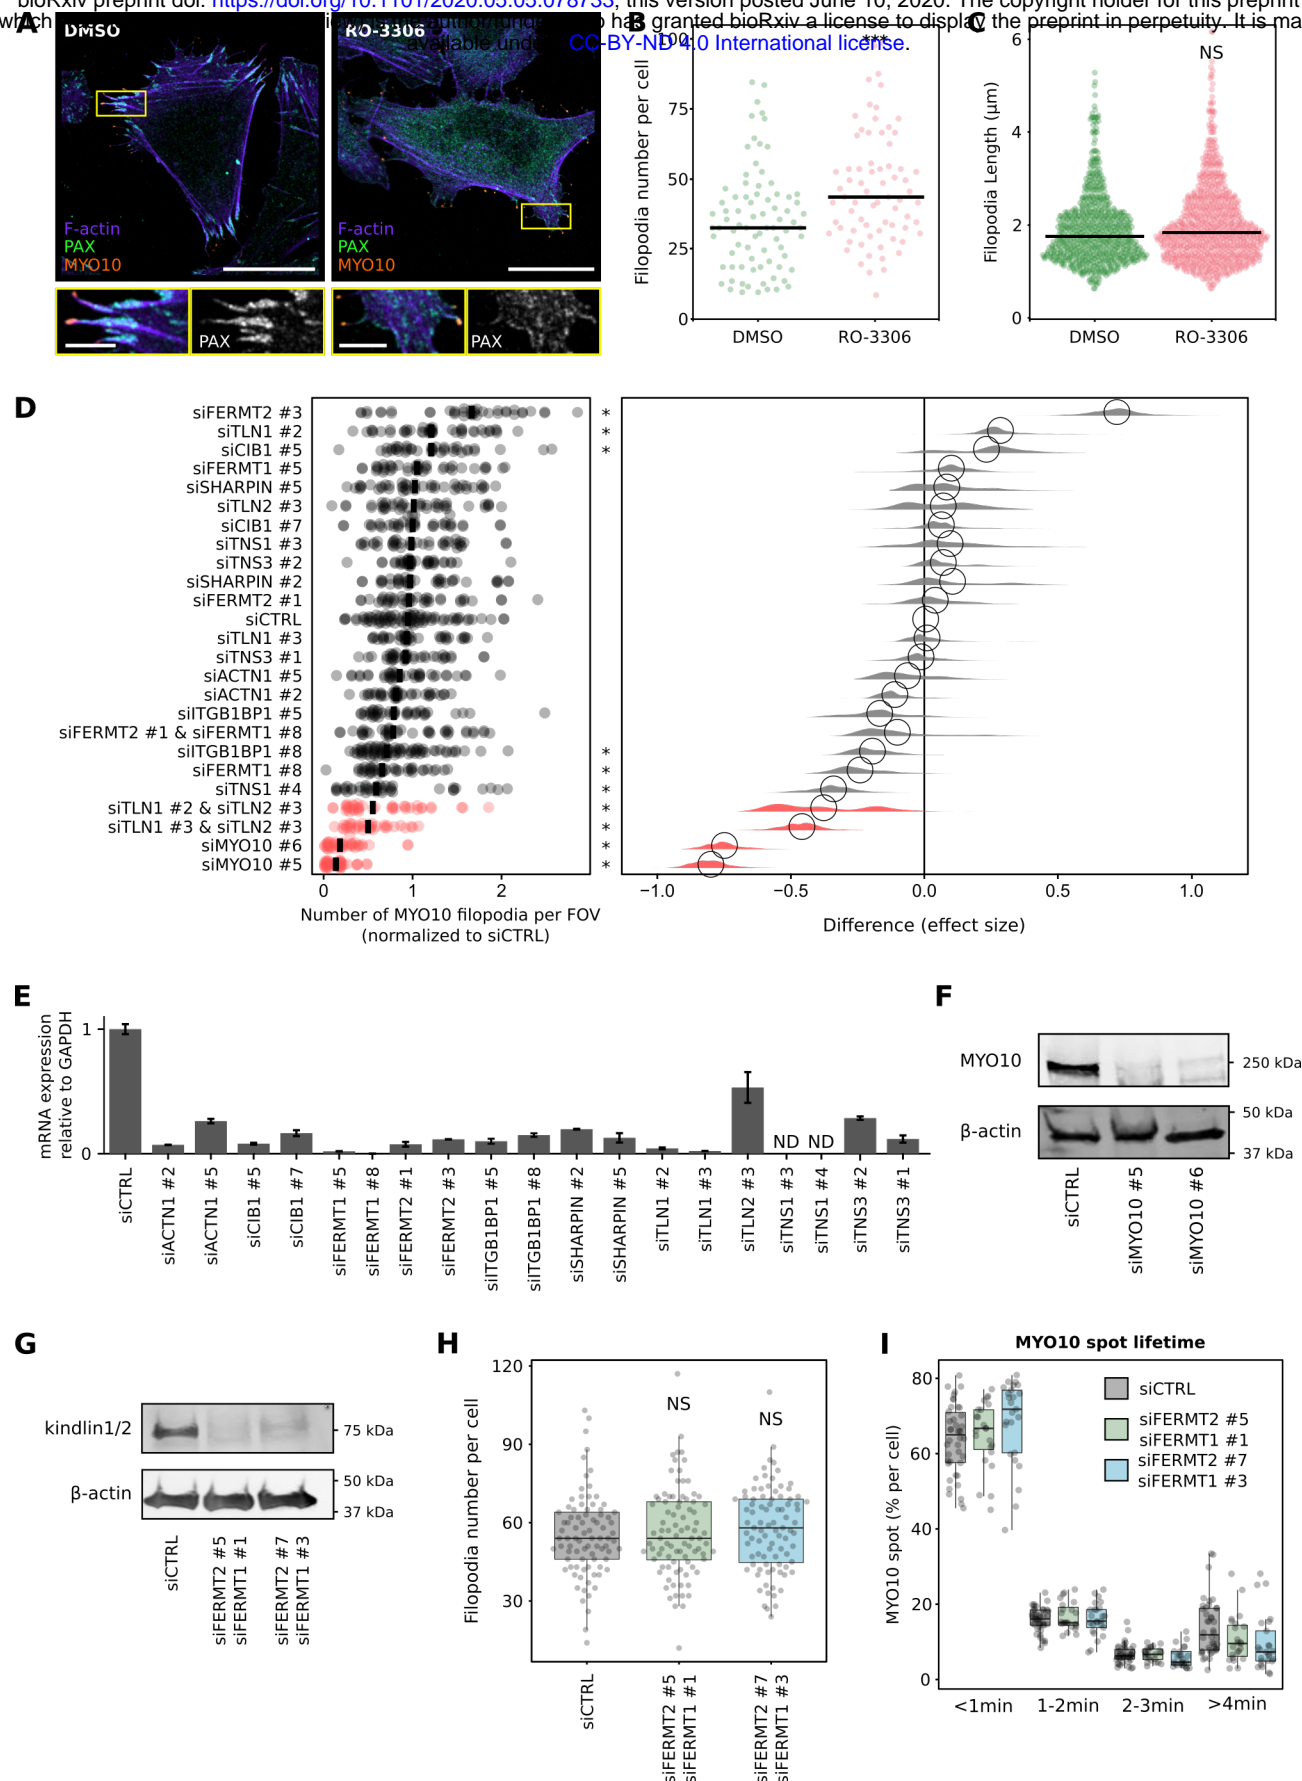 bioRxiv preprint doi: https://doi.org/10.1101/2020.05.05.078733; this version posted June 10, 2020. The copyright holder for this preprint
which has granted bioRxiv a license to display the preprint in perpetuity. It is ma
available under CC-BY-ND 4.0 International license.
A
DMSO
RO-3306
F-actin
PAX
MYO10
F-actin
PAX
MYO10
PAX
PAX
B
Filopodia number per cell
100
75
50
25
0
***
DMSO
RO-3306
C
Filopodia Length (µm)
6
4
2
0
NS
DMSO
RO-3306
D
siFERMT2 #3 *
siTLN1 #2 *
siCIB1 #5 *
siFERMT1 #5
siSHARPIN #5
siTLN2 #3
siCIB1 #7
siTNS1 #3
siTNS3 #2
siSHARPIN #2
siFERMT2 #1
siCTRL
siTLN1 #3
siTNS3 #1
siACTN1 #5
siACTN1 #2
siITGB1BP1 #5
siFERMT2 #1 & siFERMT1 #8
siITGB1BP1 #8 *
siFERMT1 #8 *
siTNS1 #4 *
siTLN1 #2 & siTLN2 #3 *
siTLN1 #3 & siTLN2 #3 *
siMYO10 #6 *
siMYO10 #5 *
0 1 2
Number of MYO10 filopodia per FOV
(normalized to siCTRL)
−1.0 −0.5 0.0 0.5 1.0
Difference (effect size)
E
mRNA expression
relative to GAPDH
1
0
ND ND
siCTRL
siACTN1 #2
siACTN1 #5
siCIB1 #5
siCIB1 #7
siFERMT1 #5
siFERMT1 #8
siFERMT2 #1
siFERMT2 #3
siITGB1BP1 #5
siITGB1BP1 #8
siSHARPIN #2
siSHARPIN #5
siTLN1 #2
siTLN1 #3
siTLN2 #3
siTNS1 #3
siTNS1 #4
siTNS3 #2
siTNS3 #1
F
MYO10
250 kDa
β-actin
50 kDa
37 kDa
siCTRL
siMYO10 #5
siMYO10 #6
G
kindlin1/2
75 kDa
β-actin
50 kDa
37 kDa
siCTRL
siFERMT2 #5
siFERMT1 #1
siFERMT2 #7
siFERMT1 #3
H
Filopodia number per cell
120
90
60
30
NS
NS
siCTRL
siFERMT2 #5
siFERMT1 #1
siFERMT2 #7
siFERMT1 #3
I
MYO10 spot lifetime
MYO10 spot (% per cell)
80
60
40
20
0
siCTRL
siFERMT2 #5
siFERMT1 #1
siFERMT2 #7
siFERMT1 #3
<1min 1-2min 2-3min >4min